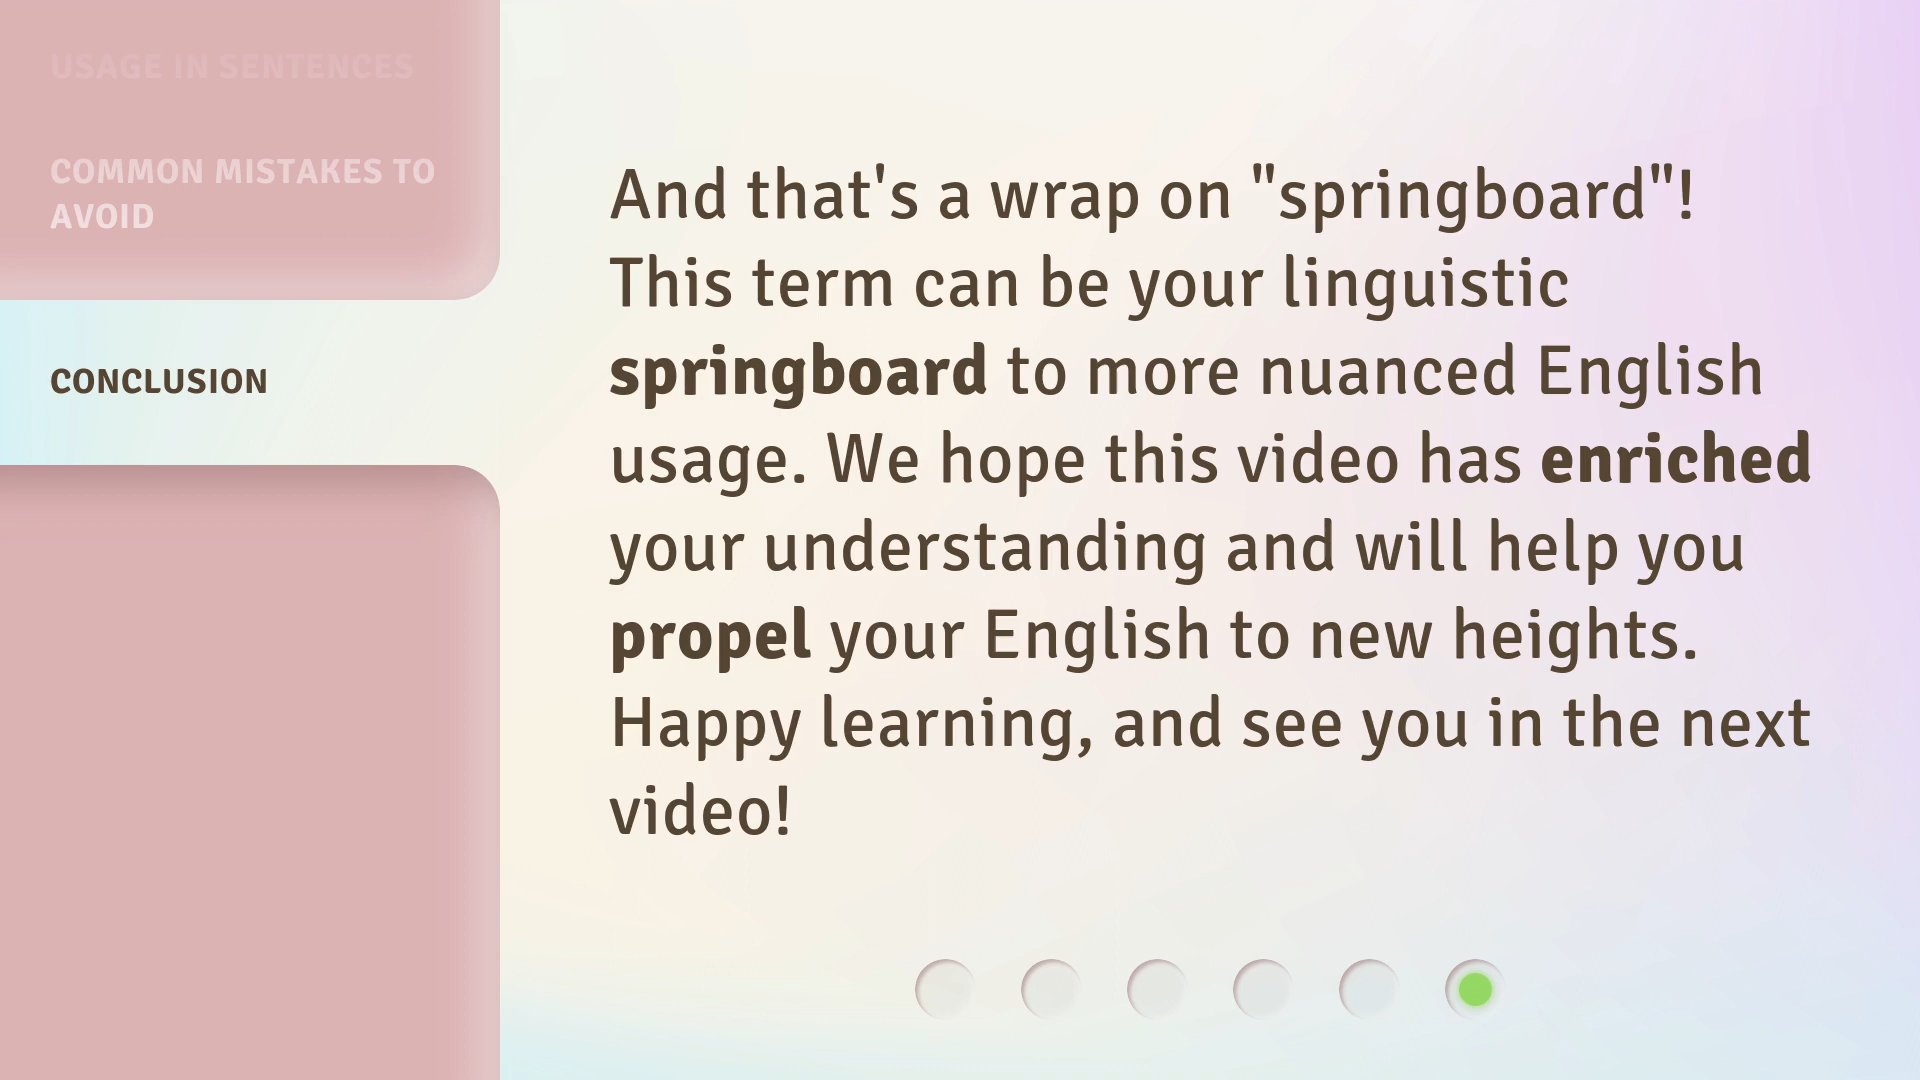 USAGE IN SENTENCES
COMMON MISTAKES TO
AVOID
CONCLUSION
And that's a wrap on "springboard"!
This term can be your linguistic
springboard to more nuanced English
usage. We hope this video has enriched
your understanding and will help you
propel your English to new heights.
Happy learning, and see you in the next
video!